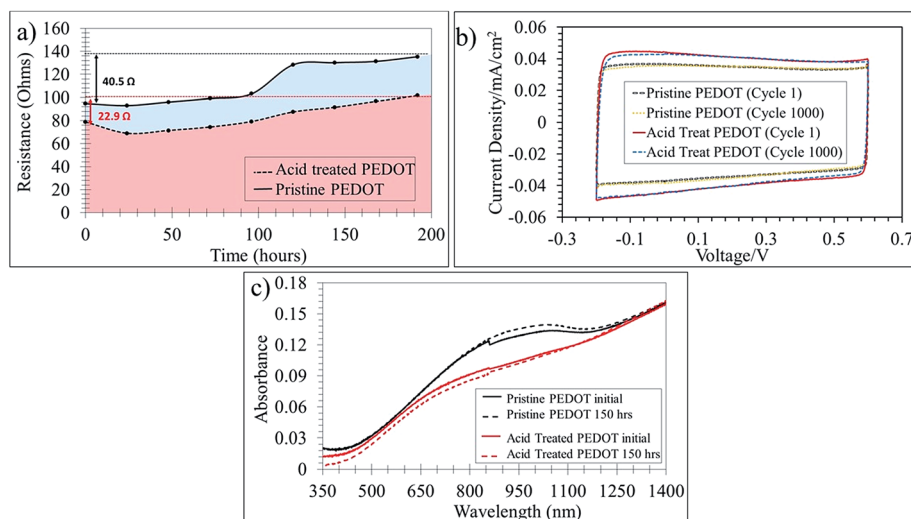 a)
Resistance (Ohms)
160
140
120
100
80
60
40
20
0
40.5 Ω
22.9 Ω
Acid treated PEDOT
Pristine PEDOT
0
50
100
150
200
Time (hours)
b)
Current Density/mA/cm²
0.06
0.04
0.02
0
-0.02
-0.04
-0.06
Pristine PEDOT (Cycle 1)
Pristine PEDOT (Cycle 1000)
Acid Treat PEDOT (Cycle 1)
Acid Treat PEDOT (Cycle 1000)
-0.3
-0.1
0.1
0.3
0.5
0.7
Voltage/V
c)
Absorbance
0.18
0.15
0.12
0.09
0.06
0.03
0
Pristine PEDOT initial
Pristine PEDOT 150 hrs
Acid Treated PEDOT initial
Acid Treated PEDOT 150 hrs
350
500
650
800
950
1100
1250
1400
Wavelength (nm)